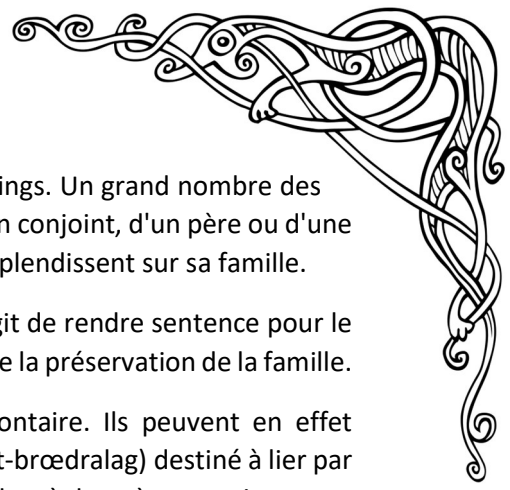 ings. Un grand nombre des
n conjoint, d'un père ou d'une
plendissent sur sa famille.
git de rendre sentence pour le
e la préservation de la famille.
ontaire. Ils peuvent en effet
t-brœdralag) destiné à lier par